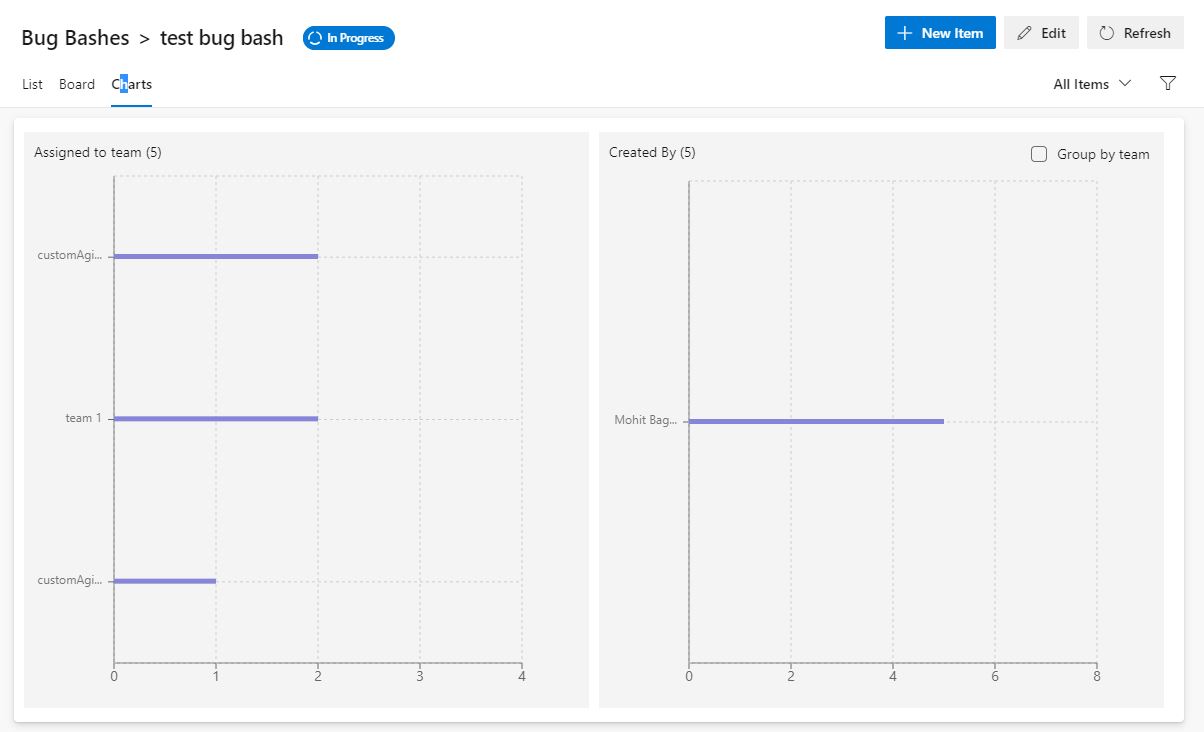 Bug Bashes > test bug bash In Progress
New Item Edit Refresh
List Board Charts
All Items
Assigned to team (5)
customAgi...
team 1
customAgi...
0 1 2 3 4
Created By (5)
Group by team
Mohit Bag...
0 2 4 6 8